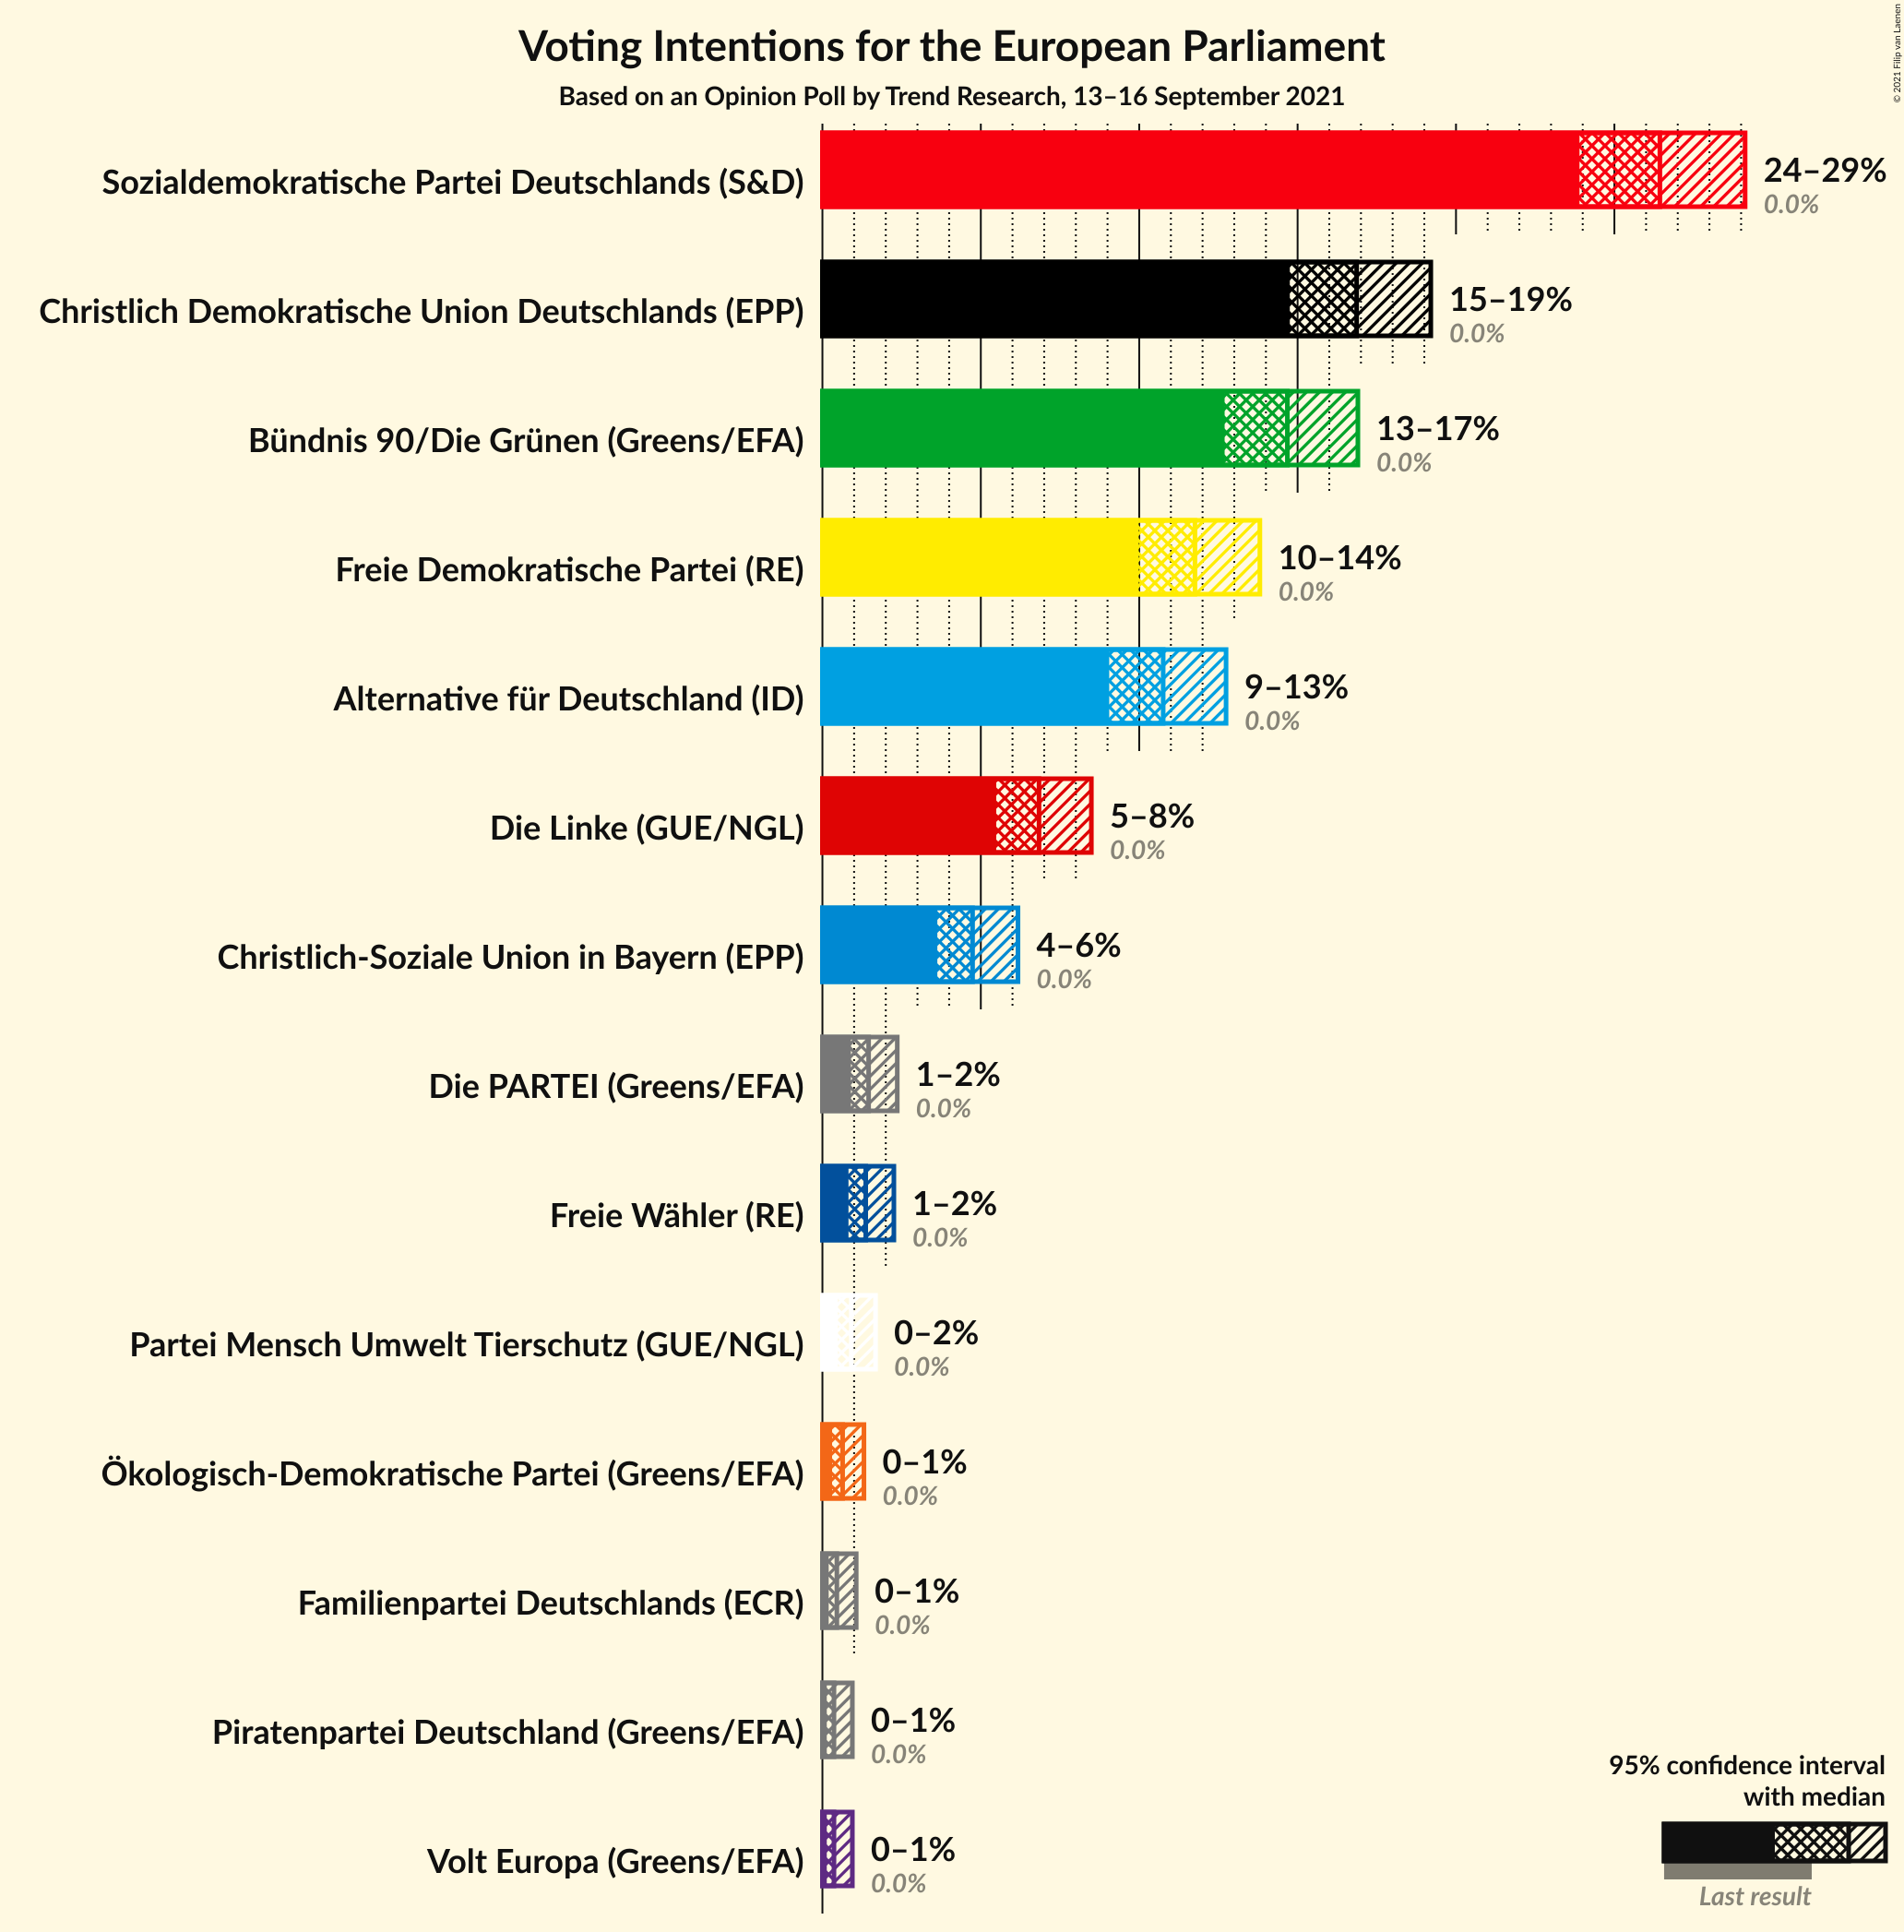 Voting Intentions for the European Parliament
Based on an Opinion Poll by Trend Research, 13–16 September 2021
© 2021 Filip van Laenen
Sozialdemokratische Partei Deutschlands (S&D)
24–29%
0.0%
Christlich Demokratische Union Deutschlands (EPP)
15–19%
0.0%
Bündnis 90/Die Grünen (Greens/EFA)
13–17%
0.0%
Freie Demokratische Partei (RE)
10–14%
0.0%
Alternative für Deutschland (ID)
9–13%
0.0%
Die Linke (GUE/NGL)
5–8%
0.0%
Christlich-Soziale Union in Bayern (EPP)
4–6%
0.0%
Die PARTEI (Greens/EFA)
1–2%
0.0%
Freie Wähler (RE)
1–2%
0.0%
Partei Mensch Umwelt Tierschutz (GUE/NGL)
0–2%
0.0%
Ökologisch-Demokratische Partei (Greens/EFA)
0–1%
0.0%
Familienpartei Deutschlands (ECR)
0–1%
0.0%
Piratenpartei Deutschland (Greens/EFA)
0–1%
0.0%
Volt Europa (Greens/EFA)
0–1%
0.0%
95% confidence interval
with median
Last result